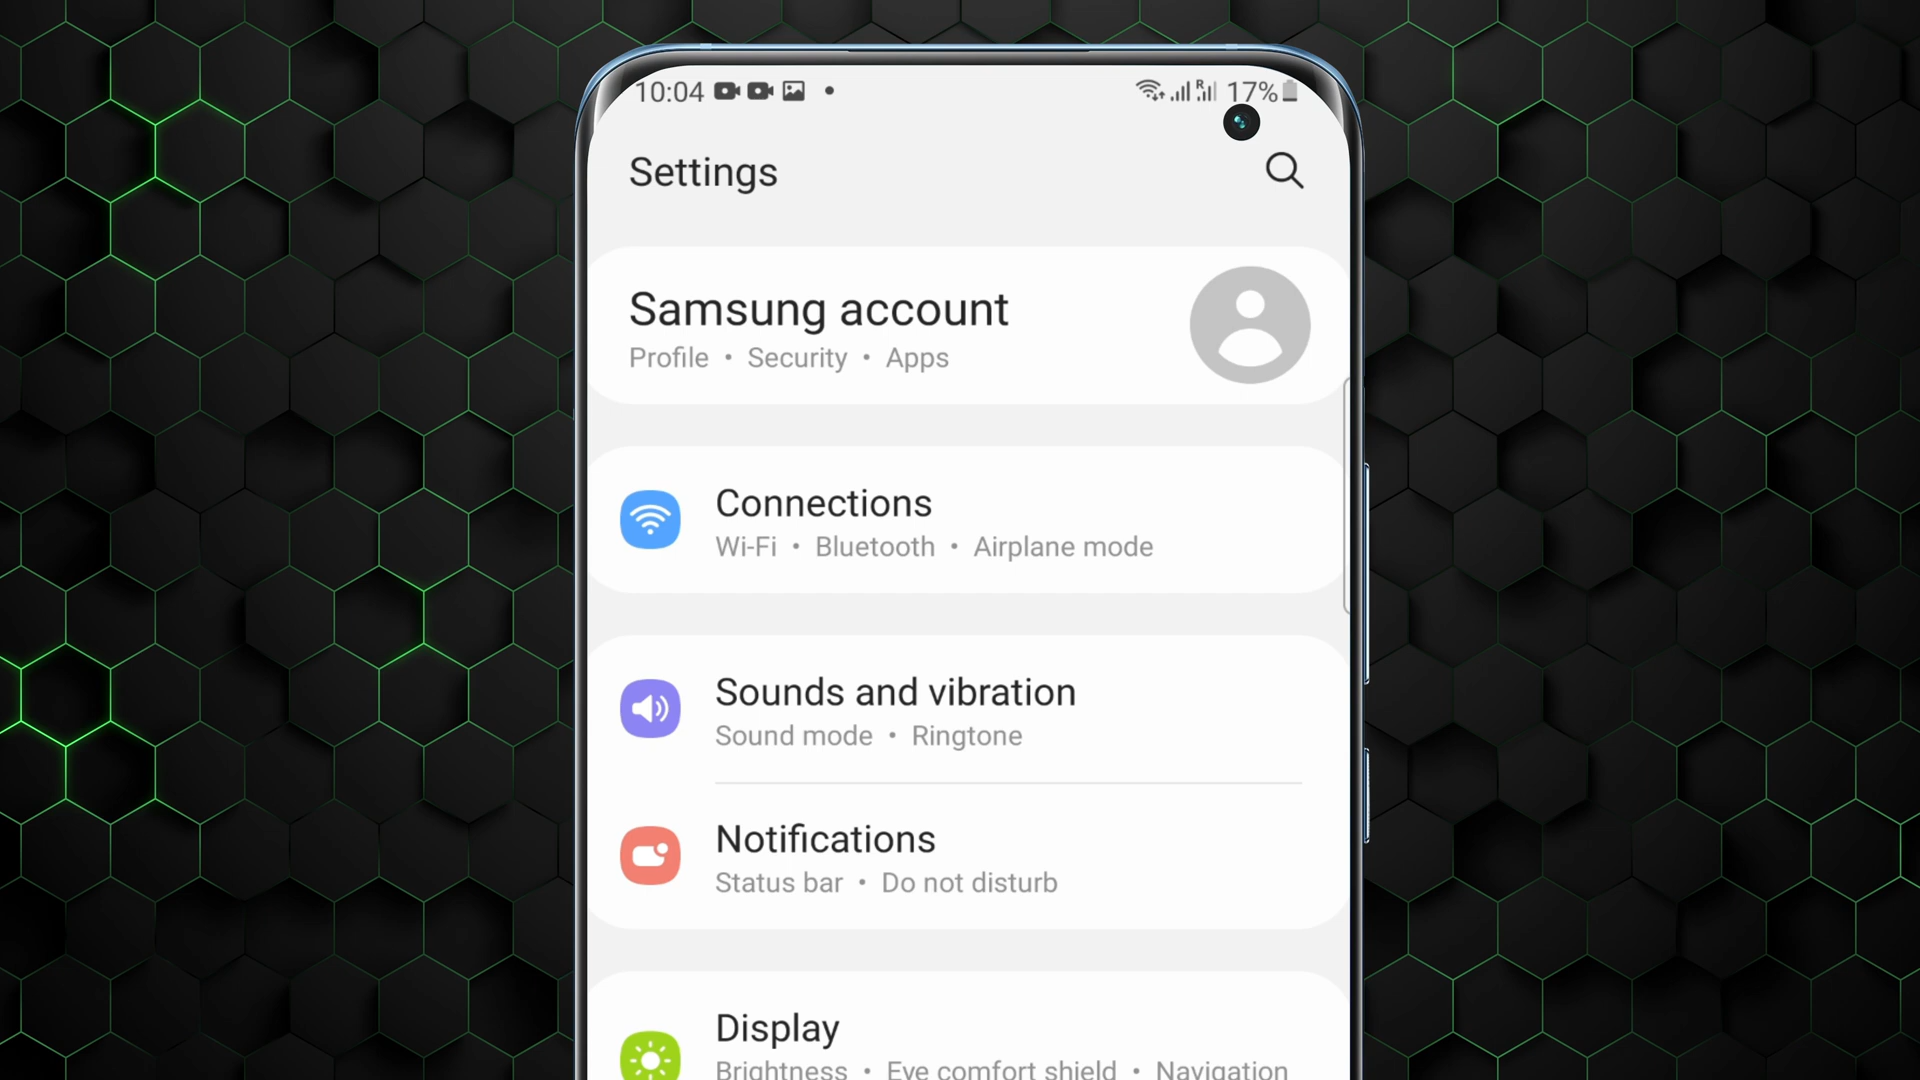 10:04 R 17%
Settings
Samsung account
Profile • Security • Apps
Connections
Wi-Fi • Bluetooth • Airplane mode
Sounds and vibration
Sound mode • Ringtone
Notifications
Status bar • Do not disturb
Display
Brightness • Eye comfort shield • Navigation